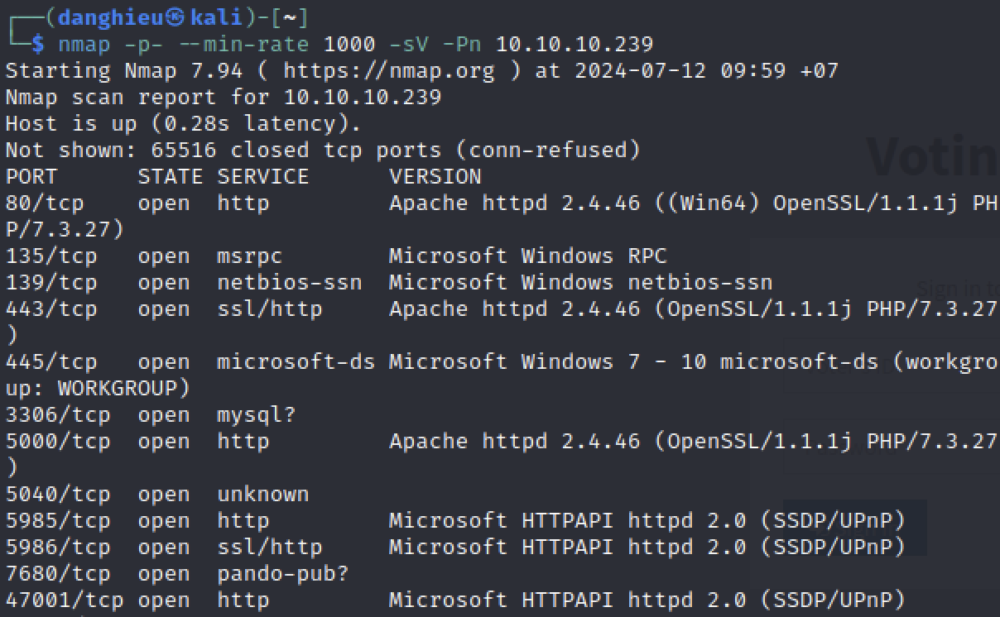 ┌──(danghieu㉿kali)-[~]
└─$ nmap -p- --min-rate 1000 -sV -Pn 10.10.10.239
Starting Nmap 7.94 ( https://nmap.org ) at 2024-07-12 09:59 +07
Nmap scan report for 10.10.10.239
Host is up (0.28s latency).
Not shown: 65516 closed tcp ports (conn-refused)
Votin
PORT      STATE SERVICE      VERSION
80/tcp    open  http         Apache httpd 2.4.46 ((Win64) OpenSSL/1.1.1j PH
P/7.3.27)
135/tcp   open  msrpc        Microsoft Windows RPC
139/tcp   open  netbios-ssn  Microsoft Windows netbios-ssn
Sign in to
443/tcp   open  ssl/http     Apache httpd 2.4.46 (OpenSSL/1.1.1j PHP/7.3.27
)
445/tcp   open  microsoft-ds Microsoft Windows 7 - 10 microsoft-ds (workgro
up: WORKGROUP)
3306/tcp  open  mysql?
5000/tcp  open  http         Apache httpd 2.4.46 (OpenSSL/1.1.1j PHP/7.3.27
)
5040/tcp  open  unknown
5985/tcp  open  http         Microsoft HTTPAPI httpd 2.0 (SSDP/UPnP)
5986/tcp  open  ssl/http     Microsoft HTTPAPI httpd 2.0 (SSDP/UPnP)
7680/tcp  open  pando-pub?
47001/tcp open  http         Microsoft HTTPAPI httpd 2.0 (SSDP/UPnP)